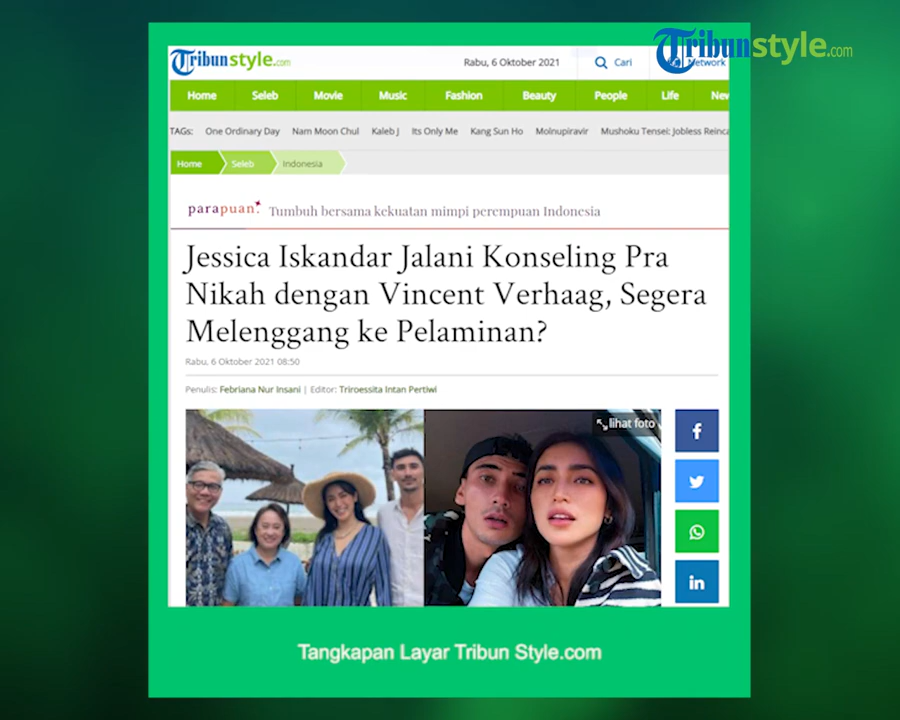 Tribunstyle.com
Tribunstyle.com Rabu, 6 Oktober 2021 Cari Network
Home Seleb Movie Music Fashion Beauty People Life New
TAGs: One Ordinary Day Nam Moon Chul Kaleb J Its Only Me Kang Sun Ho Molnupiravir Mushoku Tensei: Jobless Reinca
Home Seleb Indonesia
parapuan. Tumbuh bersama kekuatan mimpi perempuan Indonesia
Jessica Iskandar Jalani Konseling Pra
Nikah dengan Vincent Verhaag, Segera
Melenggang ke Pelaminan?
Rabu, 6 Oktober 2021 08:50
Penulis: Febriana Nur Insani | Editor: Triroessita Intan Pertiwi
lihat foto
Tangkapan Layar Tribun Style.com